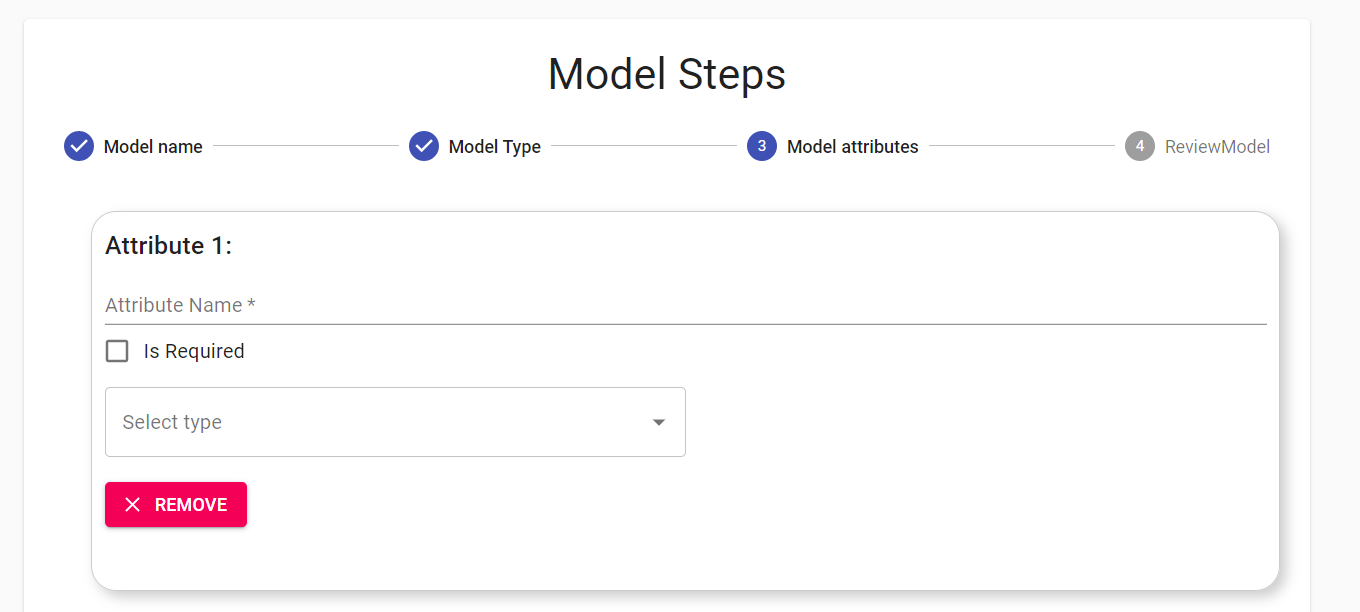 Model Steps
Model name
Model Type
3 Model attributes
4 ReviewModel
Attribute 1:
Attribute Name *
Is Required
Select type
REMOVE